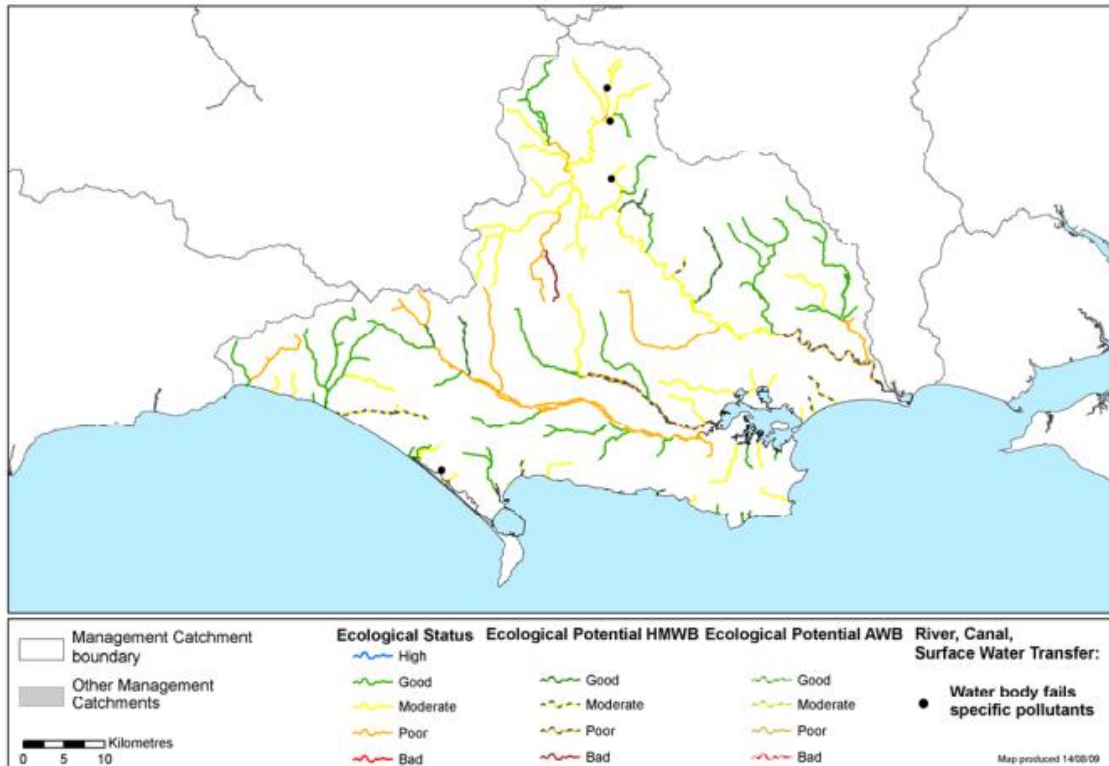 Management Catchment
boundary
Other Management
Catchments
Kilometres
0 5 10
Ecological Status
High
Good
Moderate
Poor
Bad
Ecological Potential HMWB
Good
Moderate
Poor
Bad
Ecological Potential AWB
Good
Moderate
Poor
Bad
River, Canal,
Surface Water Transfer:
Water body fails
specific pollutants
Map produced 14/08/09